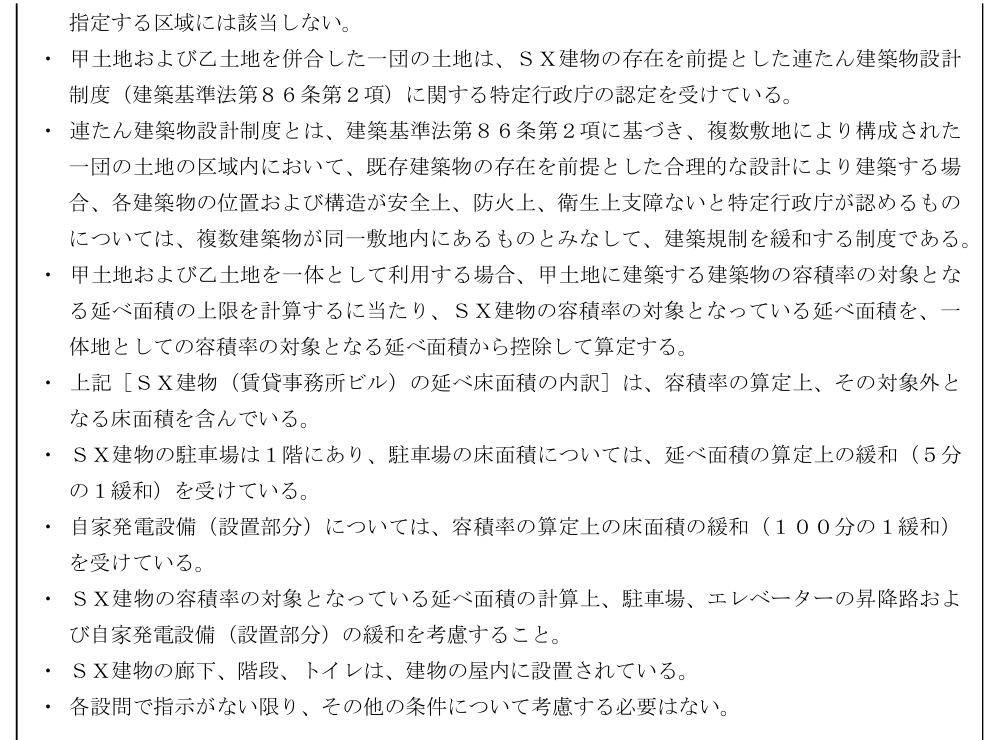 指定する区域には該当しない。
・ 甲土地および乙土地を併合した一団の土地は、ＳＸ建物の存在を前提とした連たん建築物設計
制度（建築基準法第８６条第２項）に関する特定行政庁の認定を受けている。
・ 連たん建築物設計制度とは、建築基準法第８６条第２項に基づき、複数敷地により構成された
一団の土地の区域内において、既存建築物の存在を前提とした合理的な設計により建築する場
合、各建築物の位置および構造が安全上、防火上、衛生上支障ないと特定行政庁が認めるもの
については、複数建築物が同一敷地内にあるものとみなして、建築規制を緩和する制度である。
・ 甲土地および乙土地を一体として利用する場合、甲土地に建築する建築物の容積率の対象とな
る延べ面積の上限を計算するに当たり、ＳＸ建物の容積率の対象となっている延べ面積を、一
体地としての容積率の対象となる延べ面積から控除して算定する。
・ 上記［ＳＸ建物（賃貸事務所ビル）の延べ床面積の内訳］は、容積率の算定上、その対象外と
なる床面積を含んでいる。
・ ＳＸ建物の駐車場は１階にあり、駐車場の床面積については、延べ面積の算定上の緩和（５分
の１緩和）を受けている。
・ 自家発電設備（設置部分）については、容積率の算定上の床面積の緩和（１００分の１緩和）
を受けている。
・ ＳＸ建物の容積率の対象となっている延べ面積の計算上、駐車場、エレベーターの昇降路およ
び自家発電設備（設置部分）の緩和を考慮すること。
・ ＳＸ建物の廊下、階段、トイレは、建物の屋内に設置されている。
・ 各設問で指示がない限り、その他の条件について考慮する必要はない。